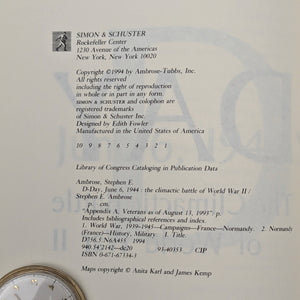 SIMON & SCHUSTER
Rockefeller Center
1230 Avenue of the Americas
New York, New York 10020
Copyright ©1994 by Ambrose-Tubbs, Inc.
All rights reserved
including the right of reproduction
in whole or in part in any form.
SIMON & SCHUSTER and colophon are
registered trademarks
of Simon & Schuster Inc.
Designed by Edith Fowler
Manufactured in the United States of America
10 9 8 7 6 5 4 3 2 1
Library of Congress Cataloging in Publication Data
Ambrose, Stephen E.
D-Day, June 6, 1944 : the climactic battle of World War II /
Stephen E. Ambrose
p. cm.
"Appendix A, Veterans as of August 13, 1993": p.
Includes bibliographical references and index.
1. World War, 1939-1945—Campaigns—France—Normandy. 2. Normandy
(France)—History, Military. I. Title.
D756.5 N6A455 1994
940.54'2142—dc20 93-40353 CIP
ISBN 0-671-67334-3
Maps copyright © Anita Karl and James Kemp